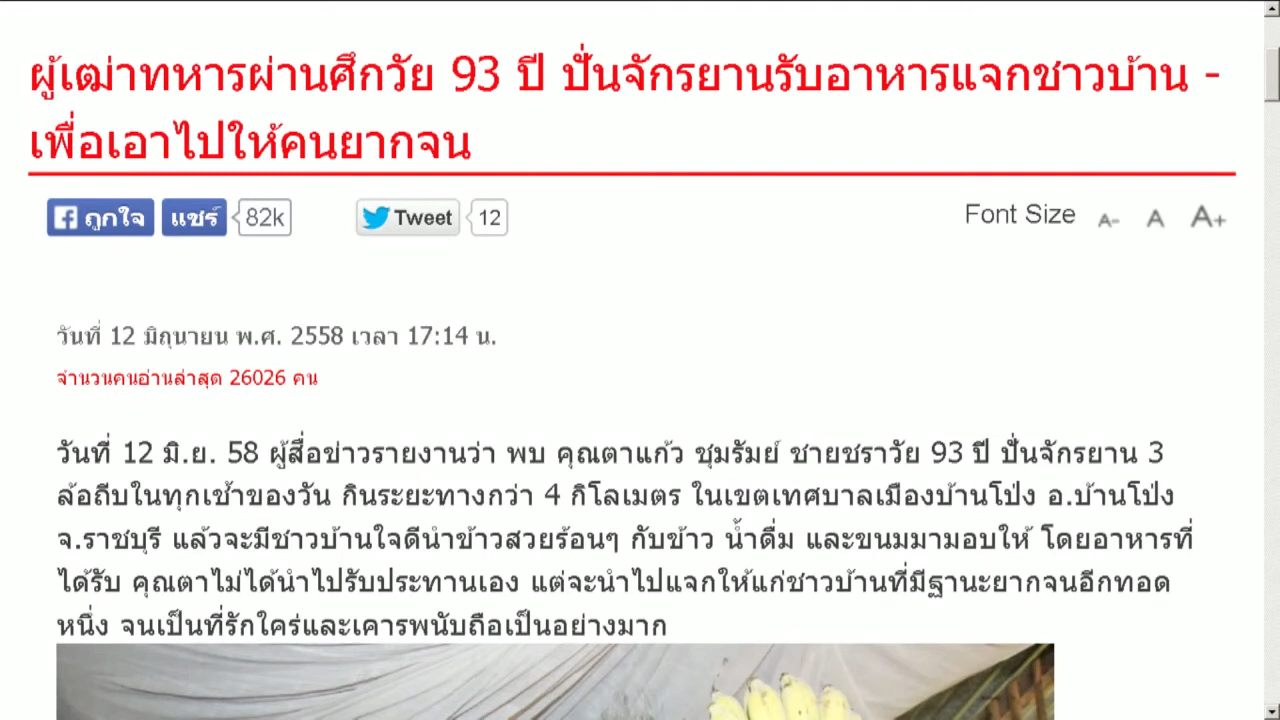 ผู้เฒ่าทหารผ่านศึกวัย 93 ปี ปั่นจักรยานรับอาหารแจกชาวบ้าน -
เพื่อเอาไปให้คนยากจน
ถูกใจ แชร์ 82k Tweet 12 Font Size A- A A+
วันที่ 12 มิถุนายน พ.ศ. 2558 เวลา 17:14 น.
จำนวนคนอ่านล่าสุด 26026 คน
วันที่ 12 มิ.ย. 58 ผู้สื่อข่าวรายงานว่า พบ คุณตาแก้ว ชุมรัมย์ ชายชราวัย 93 ปี ปั่นจักรยาน 3
ล้อถีบในทุกเช้าของวัน กินระยะทางกว่า 4 กิโลเมตร ในเขตเทศบาลเมืองบ้านโป่ง อ.บ้านโป่ง
จ.ราชบุรี แล้วจะมีชาวบ้านใจดีนำข้าวสวยร้อนๆ กับข้าว น้ำดื่ม และขนมมามอบให้ โดยอาหารที่
ได้รับ คุณตาไม่ได้นำไปรับประทานเอง แต่จะนำไปแจกให้แก่ชาวบ้านที่มีฐานะยากจนอีกทอด
หนึ่ง จนเป็นที่รักใคร่และเคารพนับถือเป็นอย่างมาก